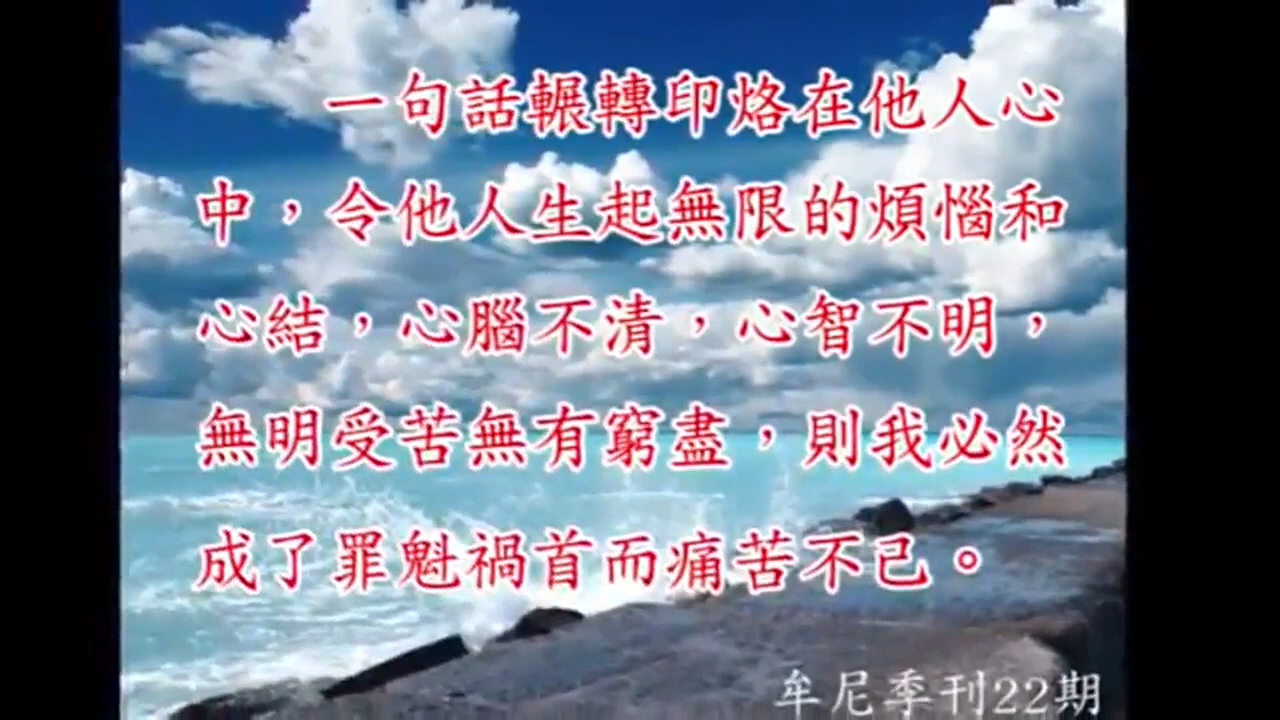 一句話輾轉印烙在他人心
中，令他人生起無限的煩惱和
心結，心腦不清，心智不明，
無明受苦無有窮盡，則我必然
成了罪魁禍首而痛苦不已。
牟尼季刊22期